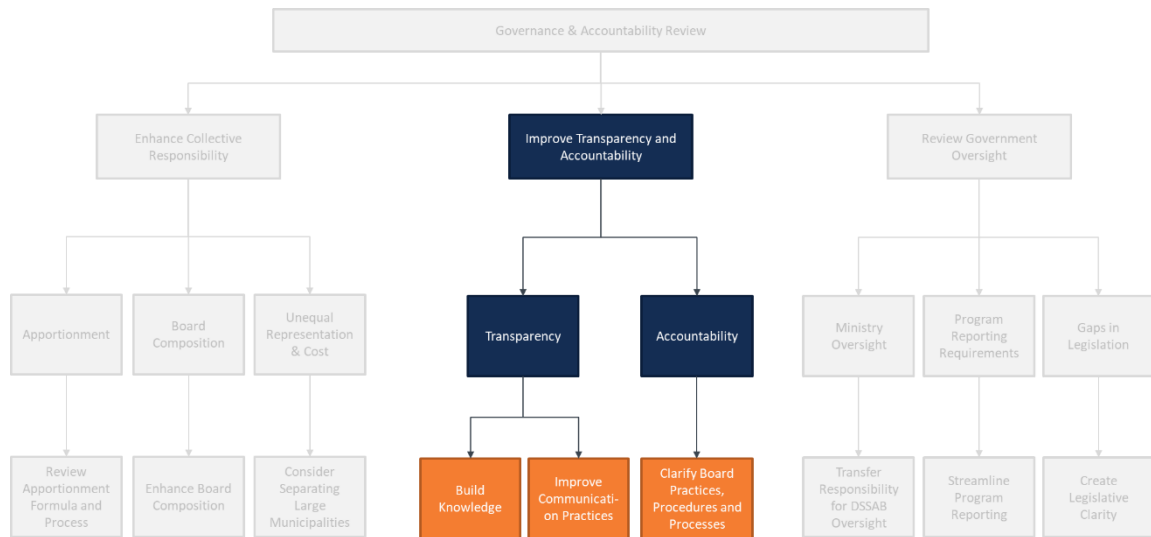 Governance & Accountability Review
Enhance Collective
Responsibility
Improve Transparency and
Accountability
Review Government
Oversight
Apportionment
Board
Composition
Unequal
Representation
& Cost
Transparency
Accountability
Ministry
Oversight
Program
Reporting
Requirements
Gaps in
Legislation
Review
Apportionment
Formula and
Process
Enhance Board
Composition
Consider
Separating
Large
Municipalities
Build
Knowledge
Improve
Communicati-
on Practices
Clarify Board
Practices,
Procedures and
Processes
Transfer
Responsibility
for DSSAB
Oversight
Streamline
Program
Reporting
Create
Legislative
Clarity